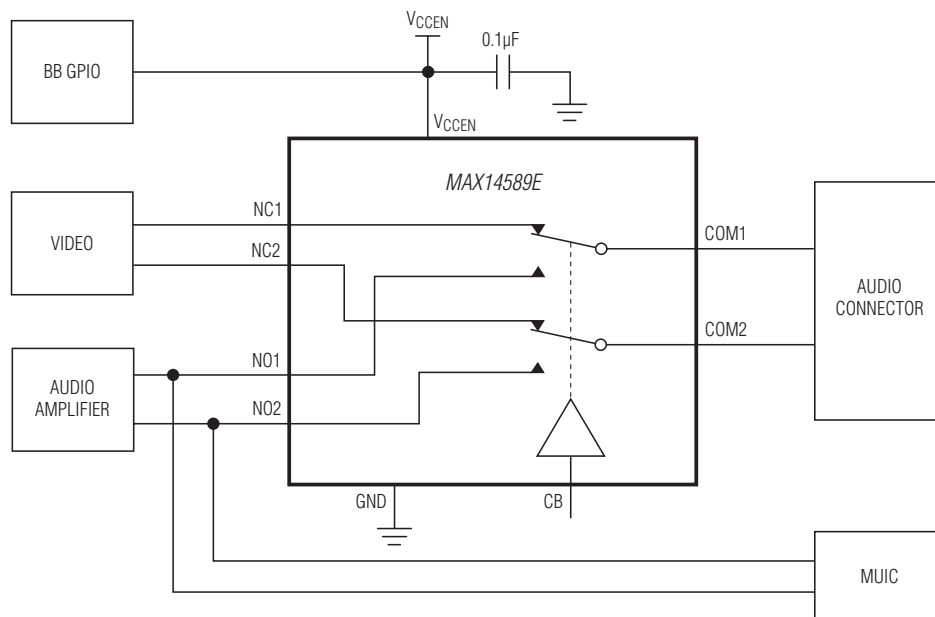 VCCEN
0.1µF
BB GPIO
VCCEN
MAX14589E
NC1
VIDEO
NC2
COM1
AUDIO
CONNECTOR
COM2
AUDIO
AMPLIFIER
NO1
NO2
GND
CB
MUIC